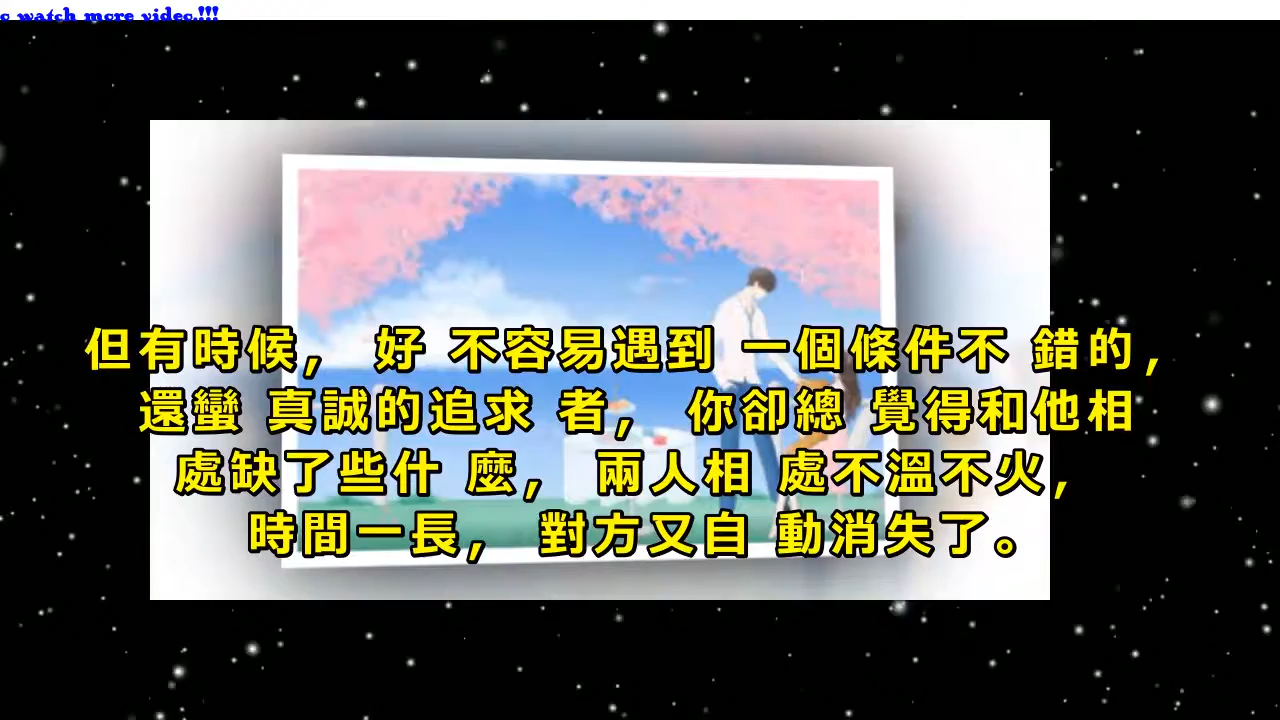 watch more video!!!
但有時候， 好 不容易遇到 一個條件不 錯的，
還蠻 真誠的追求 者， 你卻總 覺得和他相
處缺了些什 麼， 兩人相 處不溫不火，
時間一長， 對方又自 動消失了。